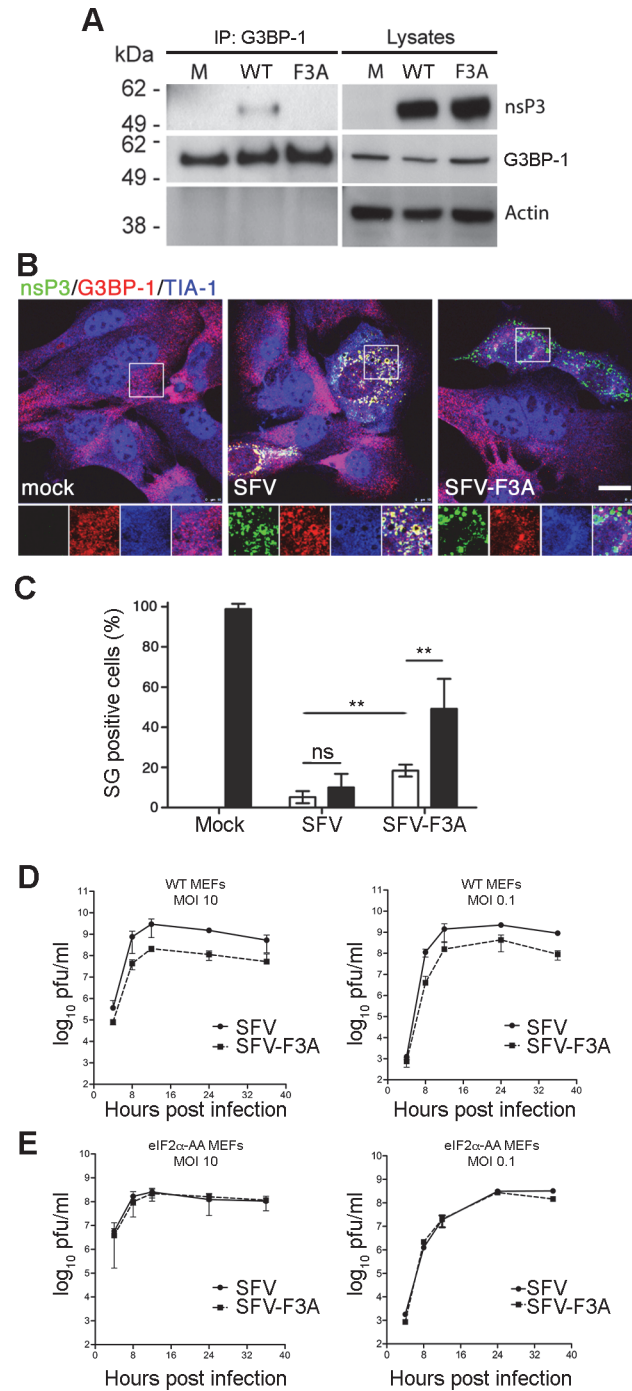 A
IP: G3BP-1 Lysates
kDa M WT F3A M WT F3A
62 -
nsP3
49 -
62 -
G3BP-1
49 -
Actin
38 -
B
nsP3/G3BP-1/TIA-1
mock SFV SFV-F3A
C
SG positive cells (%)
100
80
60
40
20
0
**
**
ns
Mock SFV SFV-F3A
D
WT MEFs
MOI 10
log10 pfu/ml
11
10
9
8
7
6
5
4
3
2
SFV
SFV-F3A
0 8 16 24 32 40
Hours post infection
WT MEFs
MOI 0.1
log10 pfu/ml
11
10
9
8
7
6
5
4
3
2
SFV
SFV-F3A
0 8 16 24 32 40
Hours post infection
E
eIF2α-AA MEFs
MOI 10
log10 pfu/ml
10
9
8
7
6
5
4
3
2
SFV
SFV-F3A
0 8 16 24 32 40
Hours post infection
eIF2α-AA MEFs
MOI 0.1
log10 pfu/ml
10
9
8
7
6
5
4
3
2
SFV
SFV-F3A
0 8 16 24 32 40
Hours post infection